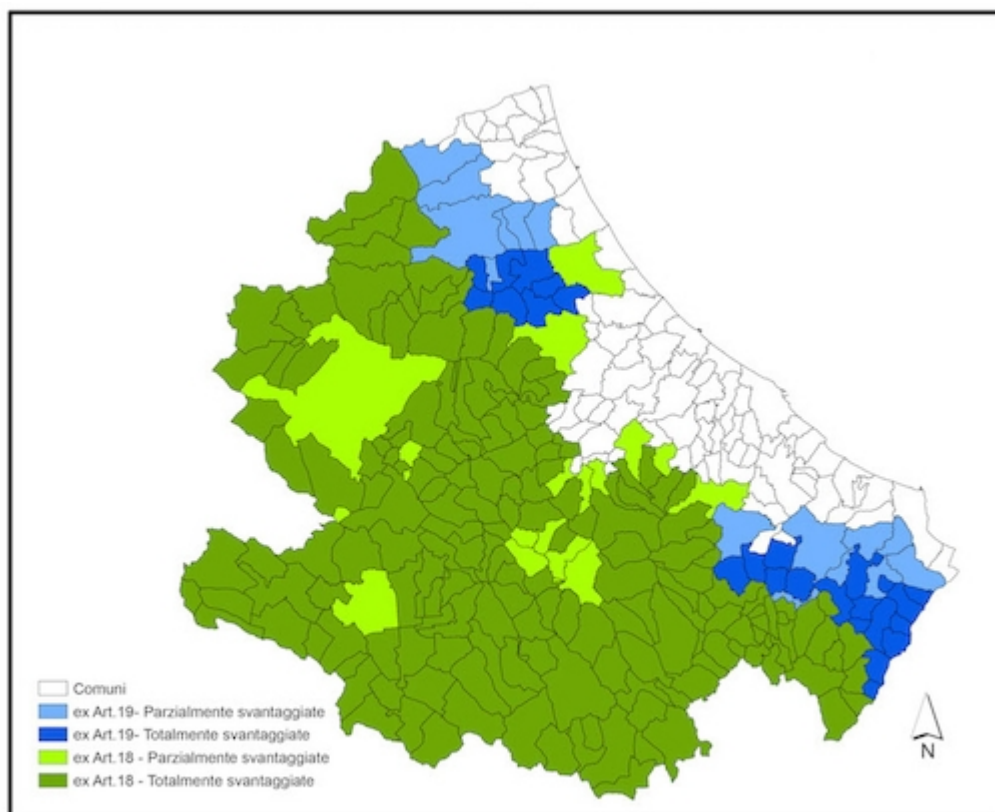 Comuni
ex Art.19- Parzialmente svantaggiate
ex Art.19- Totalmente svantaggiate
ex Art.18 - Parzialmente svantaggiate
ex Art.18 - Totalmente svantaggiate
N